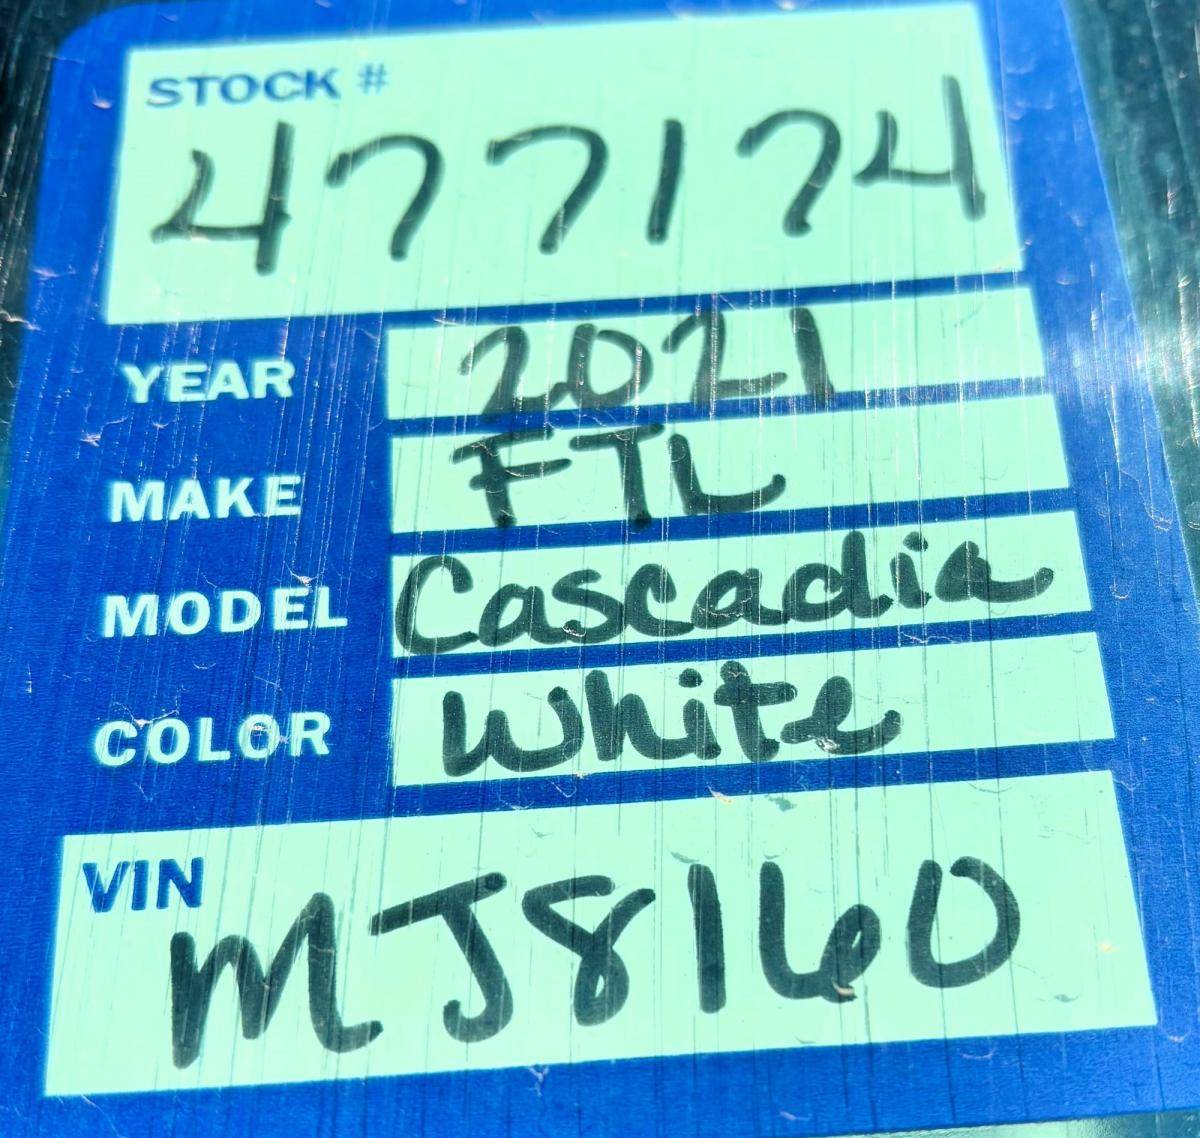 STOCK #
477174
YEAR 2021
MAKE FTL
MODEL Cascadia
COLOR White
VIN
MJ8160